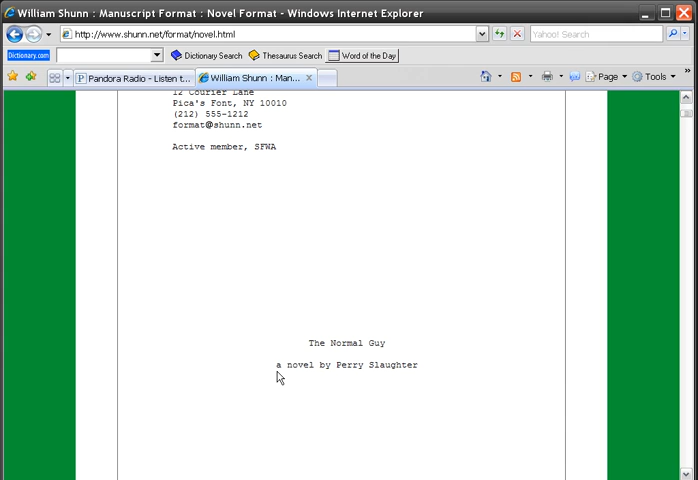 William Shunn : Manuscript Format : Novel Format - Windows Internet Explorer
http://www.shunn.net/format/novel.html
Yahoo! Search
Dictionary.com
Dictionary Search
Thesaurus Search
Word of the Day
Pandora Radio - Listen t...
William Shunn : Man...
Page
Tools
12 Courier Lane
Pica's Font, NY 10010
(212) 555-1212
format@shunn.net
Active member, SFWA
The Normal Guy
a novel by Perry Slaughter